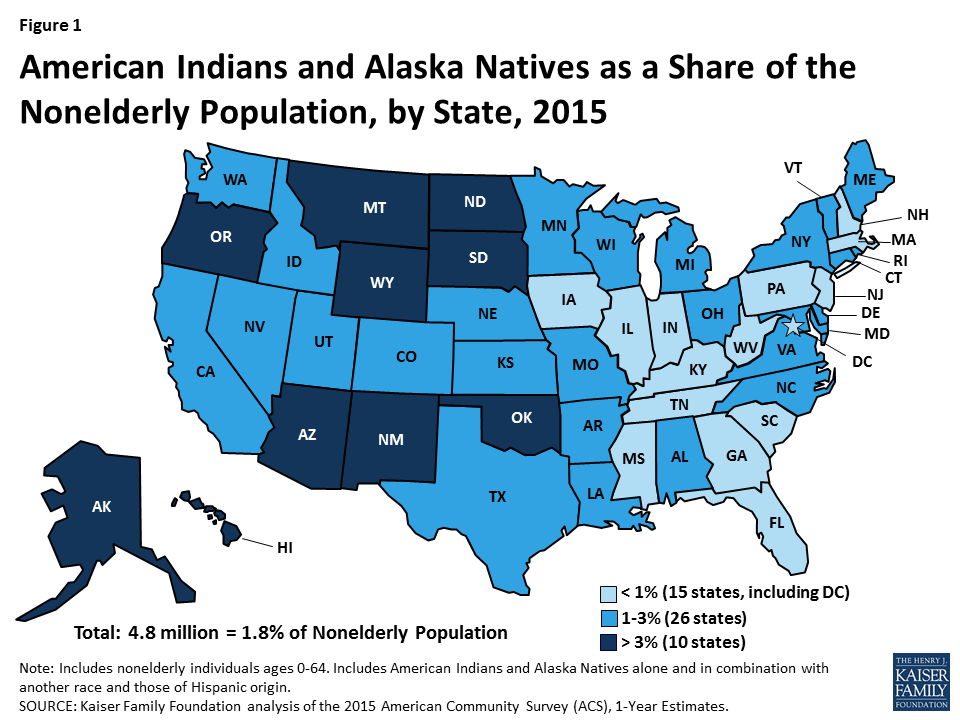 Figure 1
American Indians and Alaska Natives as a Share of the
Nonelderly Population, by State, 2015
VT
WA
ME
MT
ND
NH
OR
MN
NY
MA
ID
WI
SD
MI
RI
CT
WY
PA
NJ
IA
NE
OH
DE
NV
IL
IN
MD
UT
WV
VA
DC
CO
KS
MO
KY
CA
NC
TN
OK
SC
AZ
NM
AR
MS
AL
GA
TX
LA
AK
FL
HI
< 1% (15 states, including DC)
1-3% (26 states)
> 3% (10 states)
Total: 4.8 million = 1.8% of Nonelderly Population
Note: Includes nonelderly individuals ages 0-64. Includes American Indians and Alaska Natives alone and in combination with
another race and those of Hispanic origin.
SOURCE: Kaiser Family Foundation analysis of the 2015 American Community Survey (ACS), 1-Year Estimates.
THE HENRY J.
KAISER
FAMILY
FOUNDATION